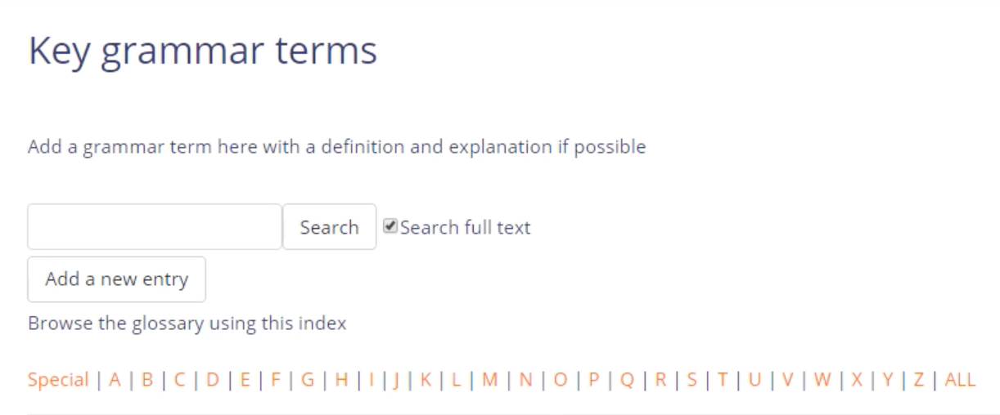 Key grammar terms
Add a grammar term here with a definition and explanation if possible
Search Search full text
Add a new entry
Browse the glossary using this index
Special | A | B | C | D | E | F | G | H | I | J | K | L | M | N | O | P | Q | R | S | T | U | V | W | X | Y | Z | ALL